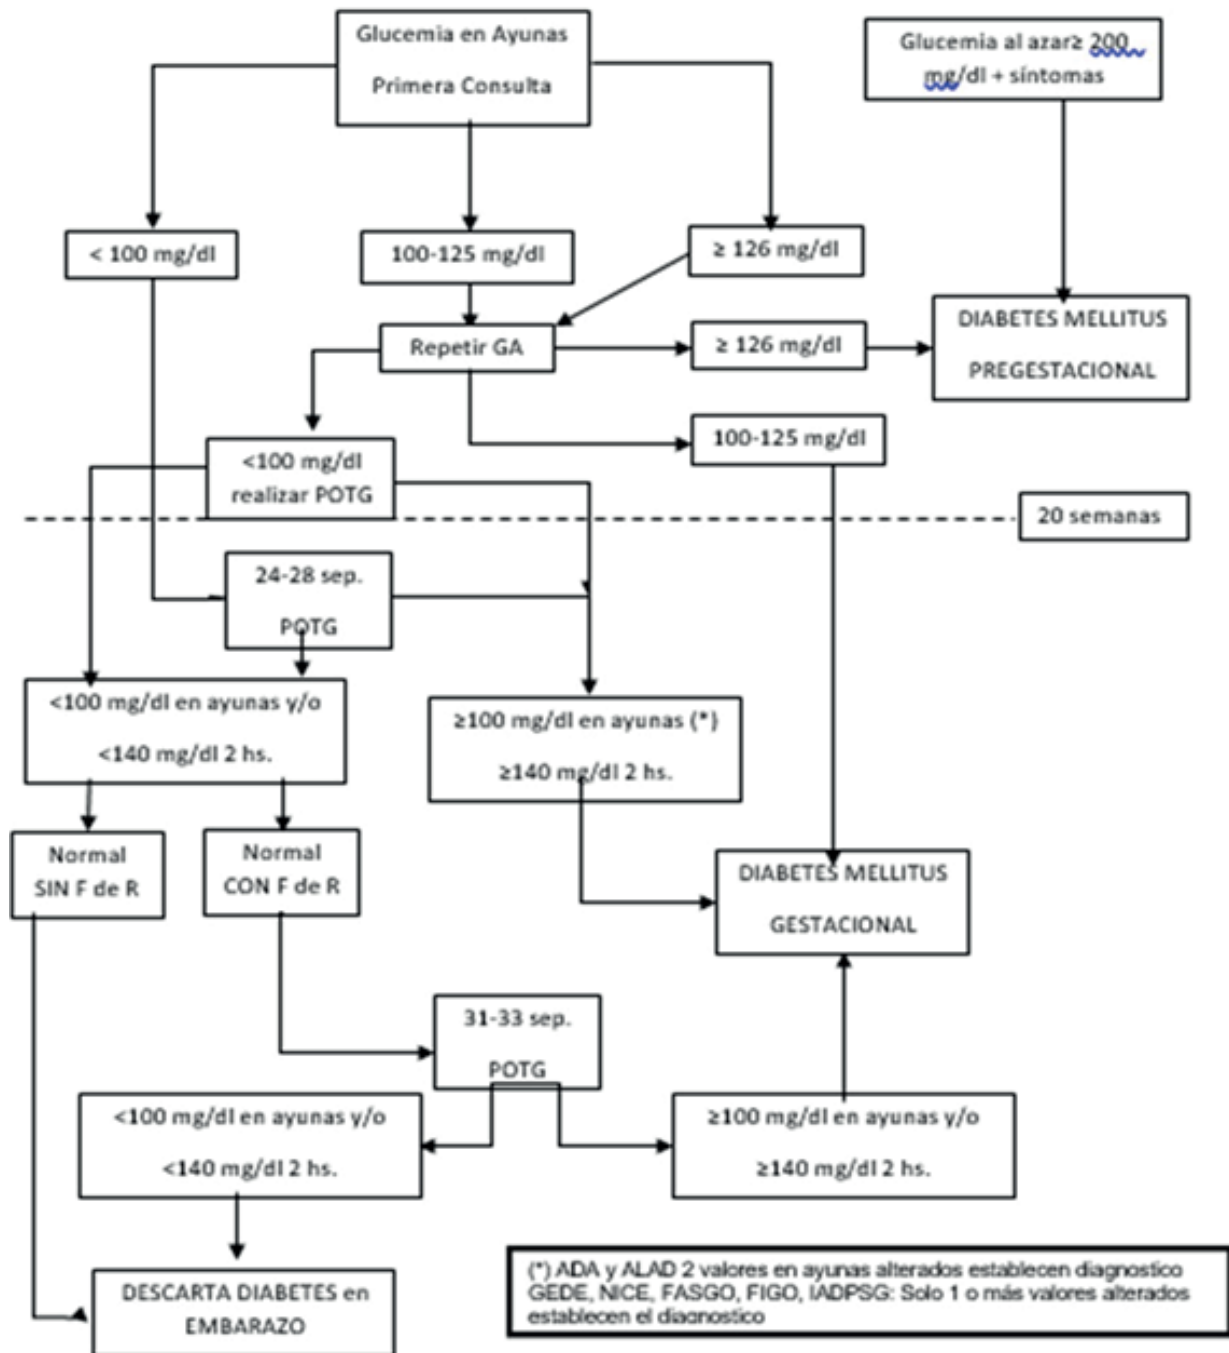 Glucemia en Ayunas
Primera Consulta
Glucemia al azar≥ 200
mg/dl + síntomas
< 100 mg/dl
100-125 mg/dl
≥ 126 mg/dl
Repetir GA
≥ 126 mg/dl
DIABETES MELLITUS
PREGESTACIONAL
100-125 mg/dl
<100 mg/dl
realizar POTG
20 semanas
24-28 sep.
POTG
<100 mg/dl en ayunas y/o
<140 mg/dl 2 hs.
≥100 mg/dl en ayunas (*)
≥140 mg/dl 2 hs.
Normal
SIN F de R
Normal
CON F de R
DIABETES MELLITUS
GESTACIONAL
31-33 sep.
POTG
<100 mg/dl en ayunas y/o
<140 mg/dl 2 hs.
≥100 mg/dl en ayunas y/o
≥140 mg/dl 2 hs.
DESCARTA DIABETES en
EMBARAZO
(*) ADA y ALAD 2 valores en ayunas alterados establecen diagnostico
GEDE, NICE, FASGO, FIGO, IADPSG: Solo 1 o más valores alterados
establecen el diagnostico